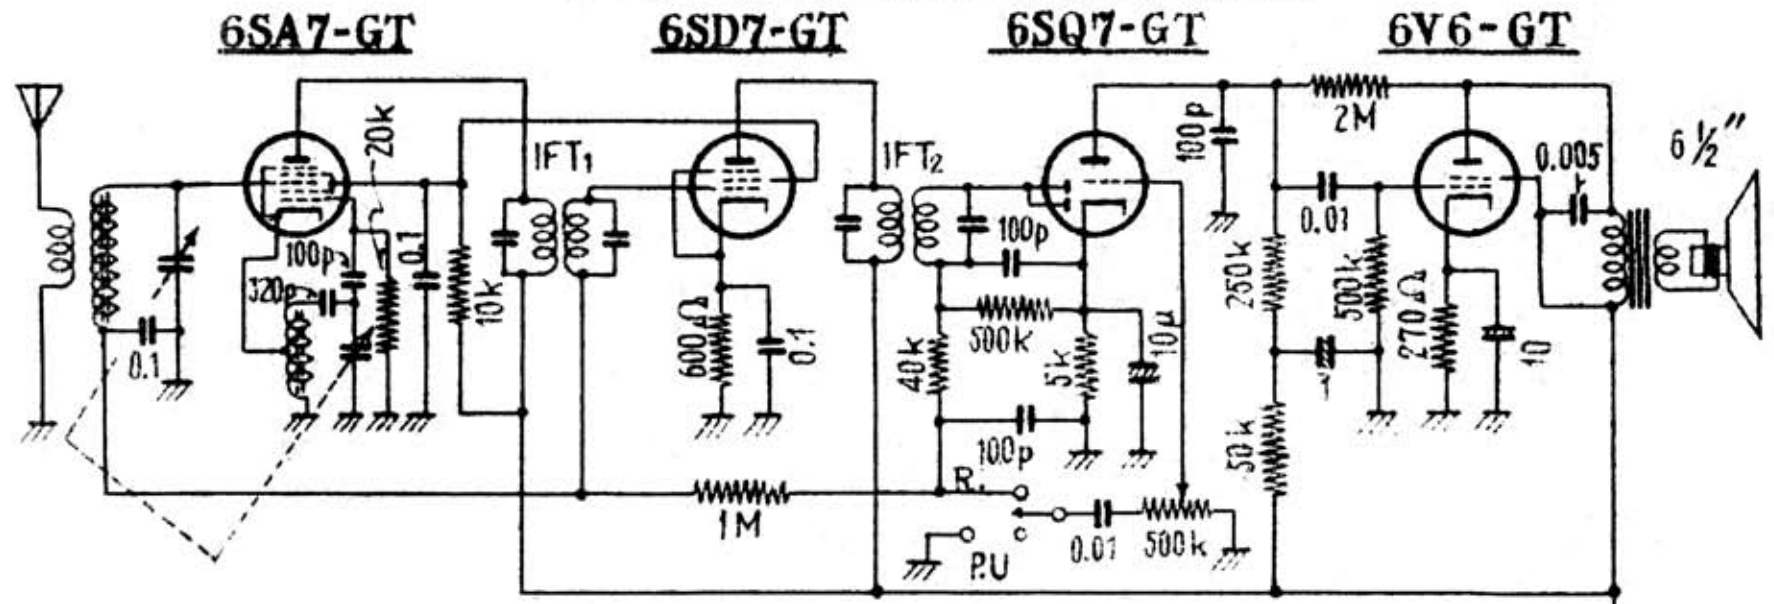 6SA7-GT
6SD7-GT
6SQ7-GT
6V6-GT
20k
IFT1
IFT2
100p
2M
0.005
6½"
0.01
0.1
100p
320p
10k
100p
250k
500k
270Ω
10
0.1
600Ω
0.1
500k
40k
5k
10μ
50k
100p
R.
1M
P.U
0.01
500k